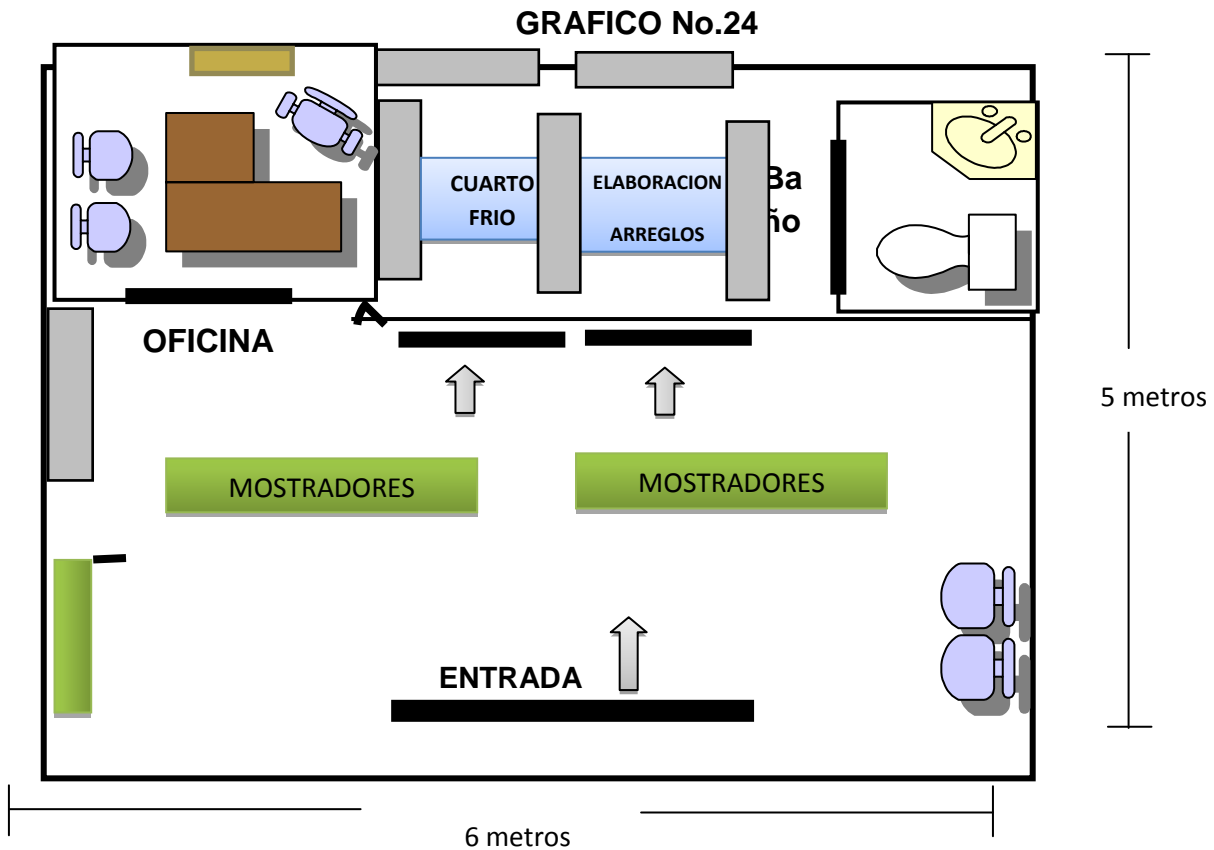 GRAFICO No.24
CUARTO
FRIO
ELABORACION
ARREGLOS
Ba
ño
OFICINA
5 metros
MOSTRADORES
MOSTRADORES
ENTRADA
6 metros